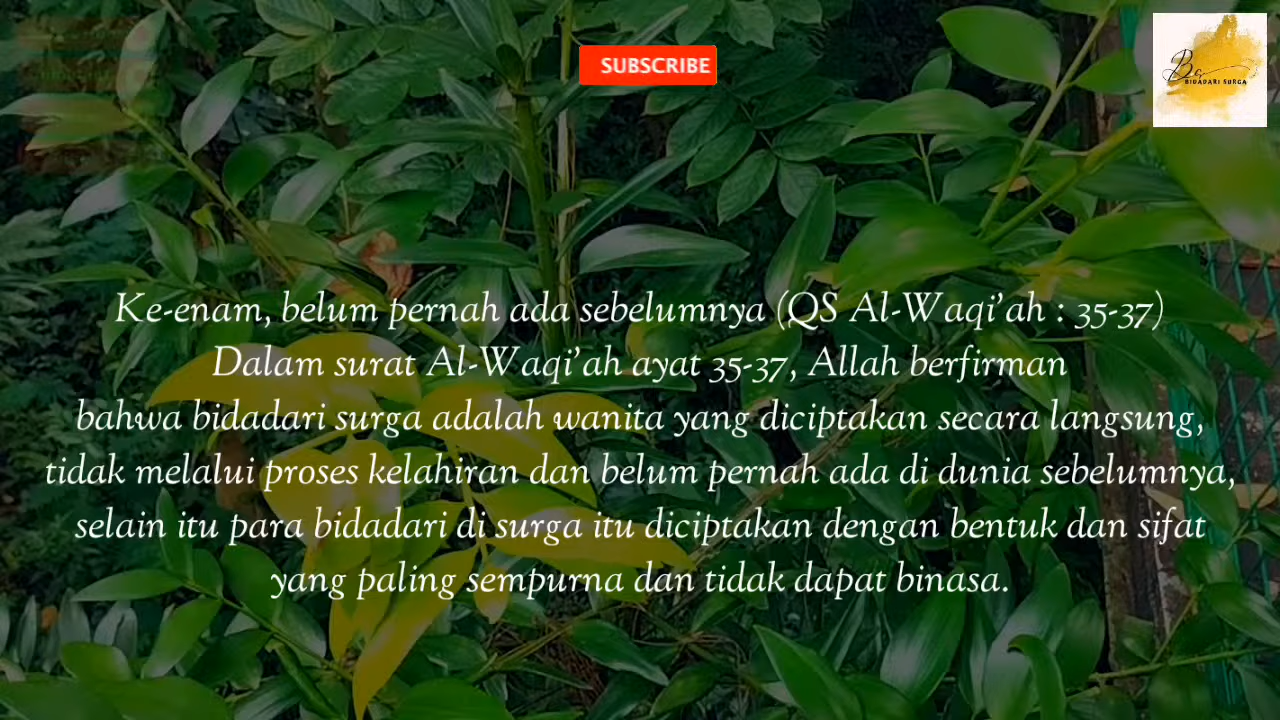 SUBSCRIBE
BIDADARI SURGA
Ke-enam, belum pernah ada sebelumnya (QS Al-Waqi'ah : 35-37)
Dalam surat Al-Waqi'ah ayat 35-37, Allah berfirman
bahwa bidadari surga adalah wanita yang diciptakan secara langsung,
tidak melalui proses kelahiran dan belum pernah ada di dunia sebelumnya,
selain itu para bidadari di surga itu diciptakan dengan bentuk dan sifat
yang paling sempurna dan tidak dapat binasa.